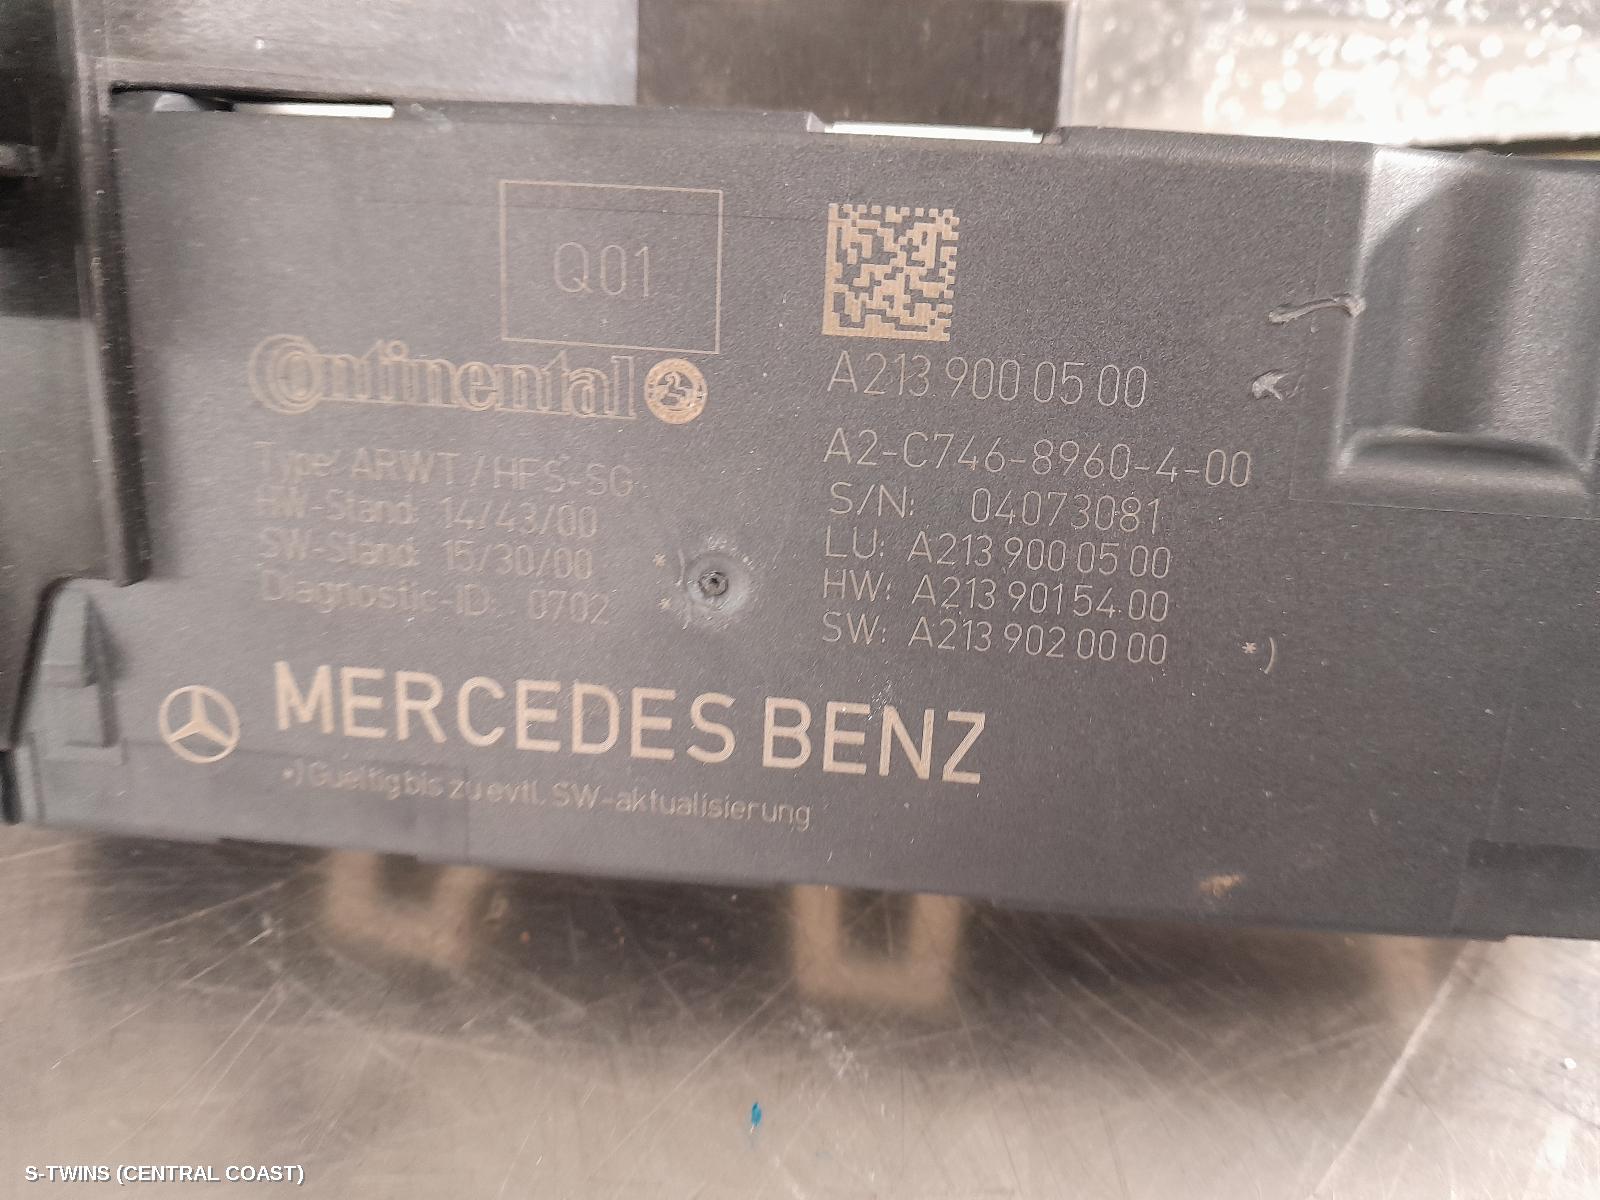 Q01
Continental
Type: ARWT/HFS-SG
HW-Stand: 14/43/00
SW-Stand: 15/30/00 *)
Diagnostic-ID: 0702 *
A213 900 05 00
A2-C746-8960-4-00
S/N: 04073081
LU: A213 900 05 00
HW: A213 901 54 00
SW: A213 902 00 00 *)
MERCEDES BENZ
*) Gueltig bis zu evtl. SW-aktualisierung
S-TWINS (CENTRAL COAST)